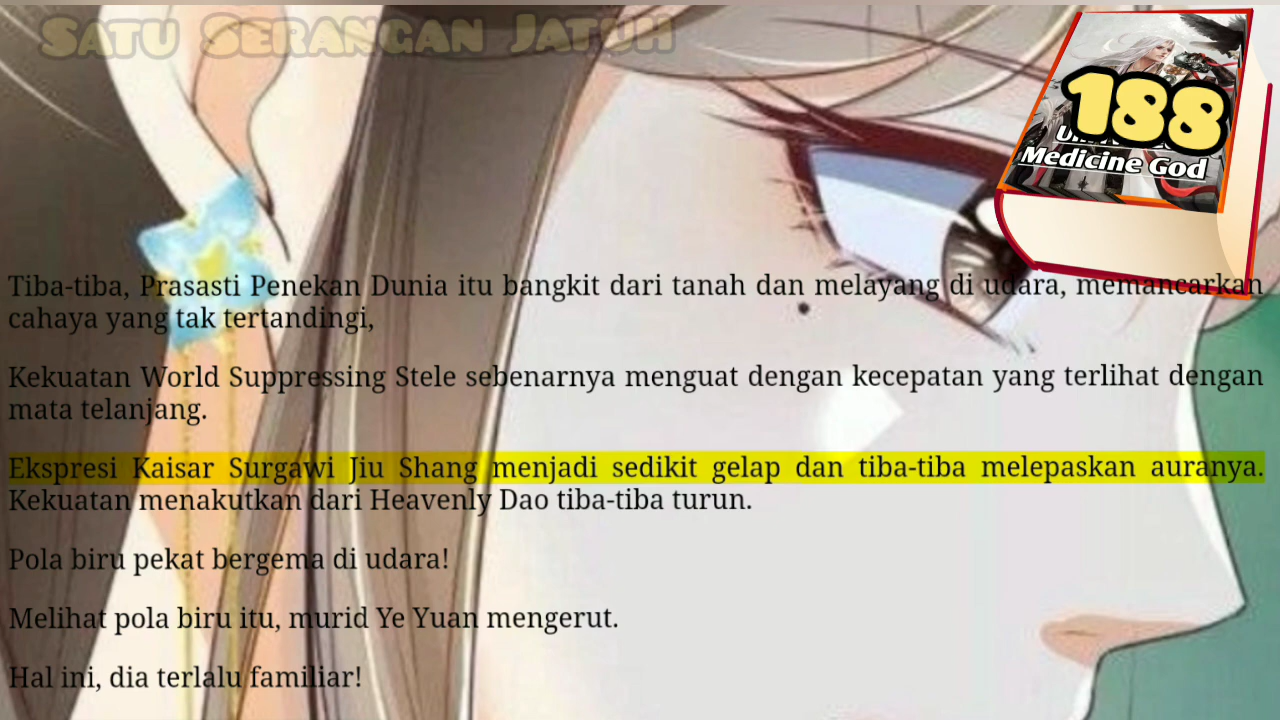 Satu Serangan Jatuh
188
Medicine God
Tiba-tiba, Prasasti Penekan Dunia itu bangkit dari tanah dan melayang di udara, memancarkan
cahaya yang tak tertandingi,
Kekuatan World Suppressing Stele sebenarnya menguat dengan kecepatan yang terlihat dengan
mata telanjang.
Ekspresi Kaisar Surgawi Jiu Shang menjadi sedikit gelap dan tiba-tiba melepaskan auranya.
Kekuatan menakutkan dari Heavenly Dao tiba-tiba turun.
Pola biru pekat bergema di udara!
Melihat pola biru itu, murid Ye Yuan mengerut.
Hal ini, dia terlalu familiar!